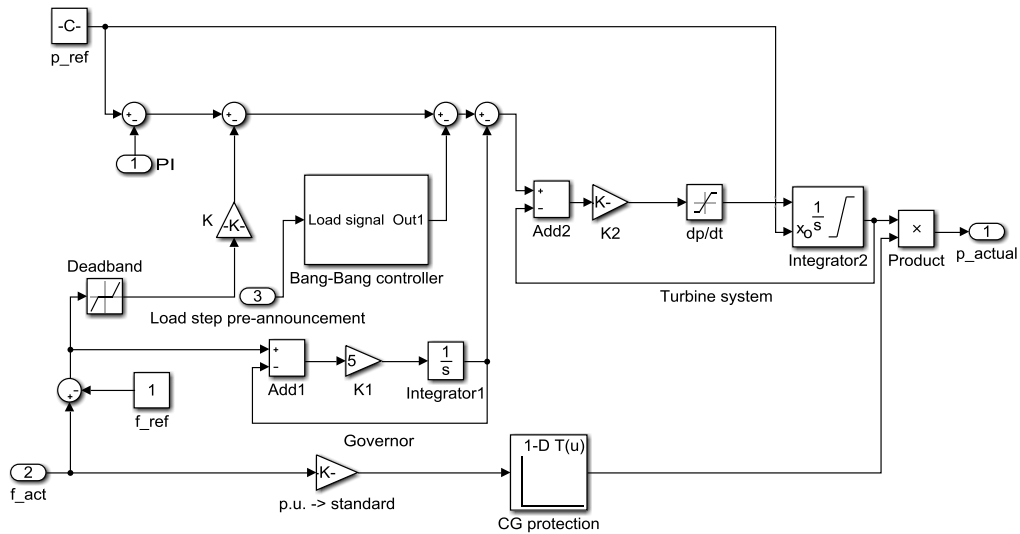 -C-
p_ref
+
−
+
−
+
−
+
−
1 PI
K
-K-
Load signal Out1
Bang-Bang controller
+
−
Add2
K-
K2
dp/dt
1
s
xo
Integrator2
×
Product
1
p_actual
Deadband
3
Load step pre-announcement
Turbine system
+
−
Add1
5
K1
1
s
Integrator1
−
+
1
f_ref
Governor
2
f_act
-K-
p.u. -> standard
1-D T(u)
CG protection